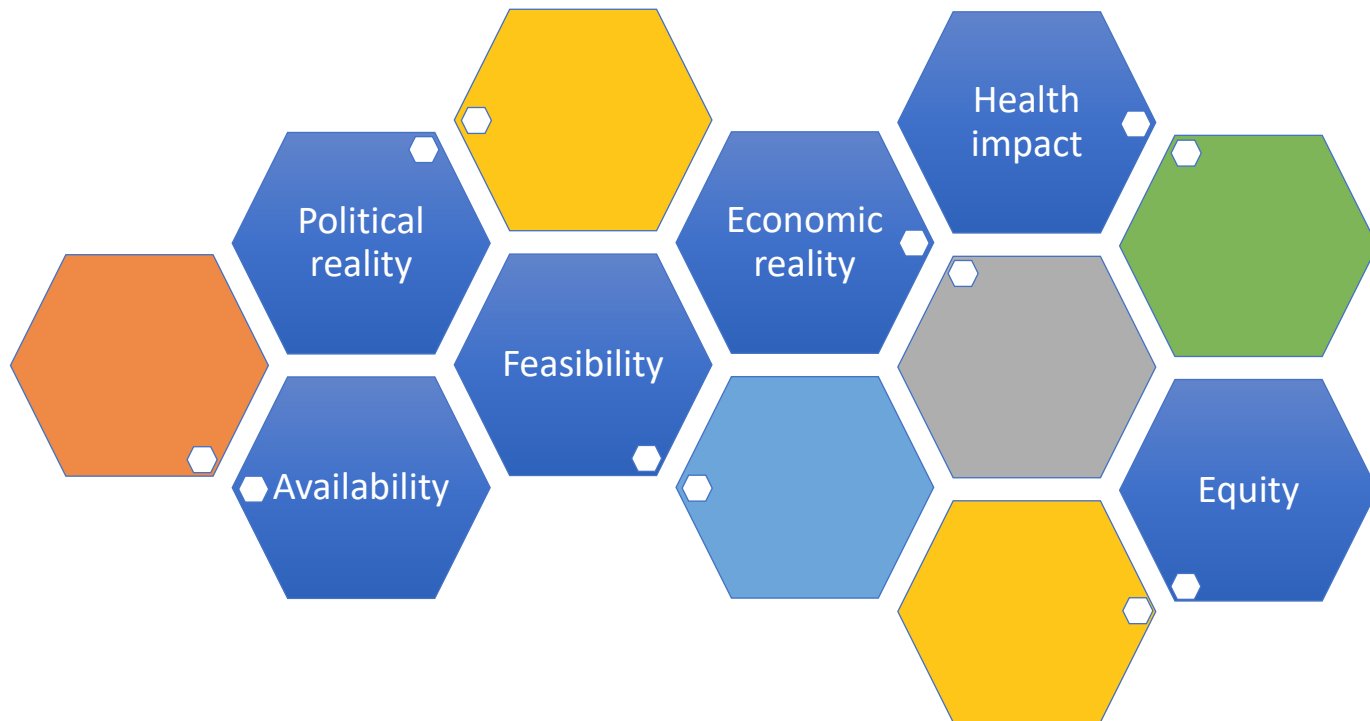 Health
impact
Political
reality
Economic
reality
Feasibility
Availability
Equity